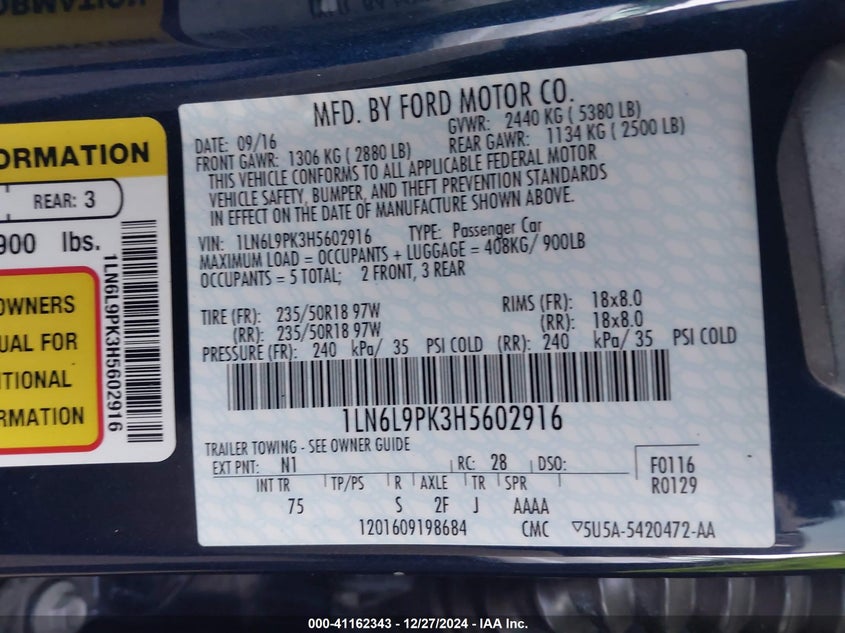 MFD. BY FORD MOTOR CO.
DATE: 09/16 GVWR: 2440 KG ( 5380 LB)
FRONT GAWR: 1306 KG ( 2880 LB) REAR GAWR: 1134 KG ( 2500 LB)
THIS VEHICLE CONFORMS TO ALL APPLICABLE FEDERAL MOTOR
VEHICLE SAFETY, BUMPER, AND THEFT PREVENTION STANDARDS
IN EFFECT ON THE DATE OF MANUFACTURE SHOWN ABOVE.
VIN: 1LN6L9PK3H5602916 TYPE: Passenger Car
MAXIMUM LOAD = OCCUPANTS + LUGGAGE = 408KG/ 900LB
OCCUPANTS = 5 TOTAL; 2 FRONT, 3 REAR
TIRE (FR): 235/50R18 97W RIMS (FR): 18x8.0
(RR): 235/50R18 97W (RR): 18x8.0
PRESSURE (FR): 240 kPa/ 35 PSI COLD (RR): 240 kPa/ 35 PSI COLD
1LN6L9PK3H5602916
TRAILER TOWING - SEE OWNER GUIDE
EXT PNT: N1 RC: 28 DSO: F0116
R0129
INT TR TP/PS R AXLE TR SPR
75 S 2F J AAAA
1201609198684 CMC ▽5U5A-5420472-AA
ORMATION
REAR: 3
900 lbs.
1LN6L9PK3H5602916
OWNERS
UAL FOR
ITIONAL
RMATION
000-41162343 - 12/27/2024 - IAA Inc.